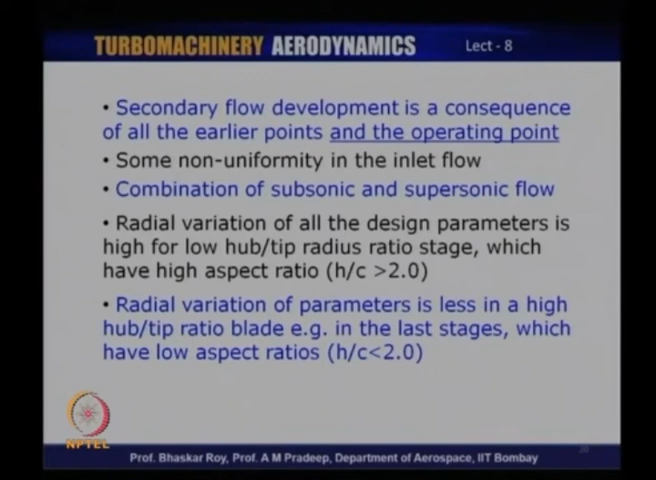 TURBOMACHINERY AERODYNAMICS Lect - 8
• Secondary flow development is a consequence
of all the earlier points and the operating point
• Some non-uniformity in the inlet flow
• Combination of subsonic and supersonic flow
• Radial variation of all the design parameters is
high for low hub/tip radius ratio stage, which
have high aspect ratio (h/c >2.0)
• Radial variation of parameters is less in a high
hub/tip ratio blade e.g. in the last stages, which
have low aspect ratios (h/c<2.0)
NPTEL
Prof. Bhaskar Roy, Prof. A M Pradeep, Department of Aerospace, IIT Bombay